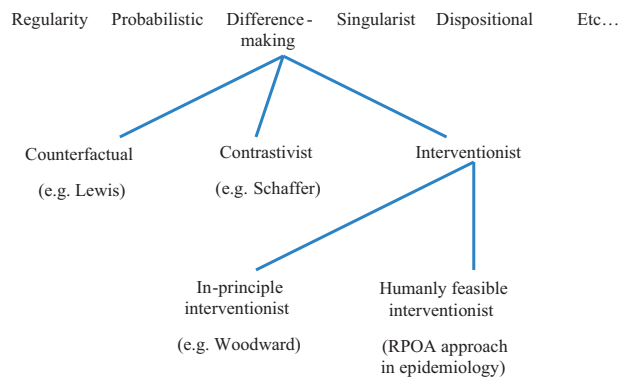 Regularity Probabilistic Difference- Singularist Dispositional Etc…
making
Counterfactual Contrastivist Interventionist
(e.g. Lewis) (e.g. Schaffer)
In-principle Humanly feasible
interventionist interventionist
(e.g. Woodward) (RPOA approach
in epidemiology)